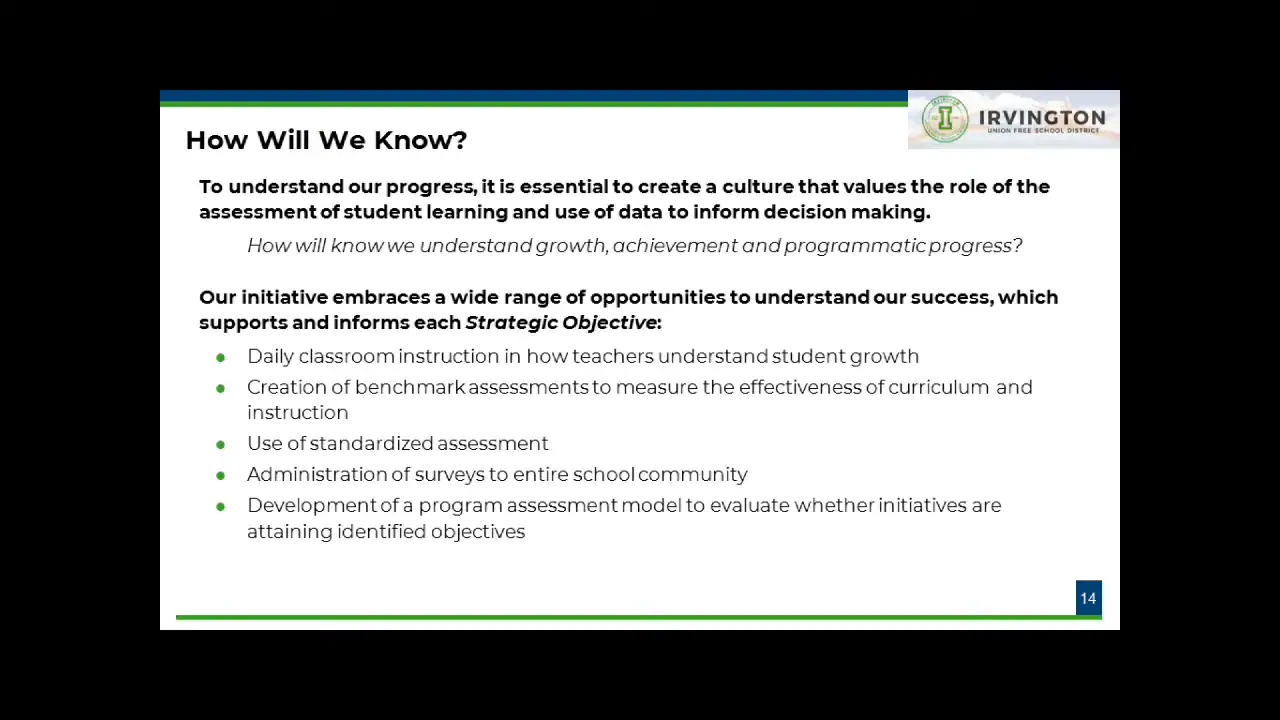 IRVINGTON
UNION FREE SCHOOL DISTRICT
How Will We Know?
To understand our progress, it is essential to create a culture that values the role of the
assessment of student learning and use of data to inform decision making.
How will know we understand growth, achievement and programmatic progress?
Our initiative embraces a wide range of opportunities to understand our success, which
supports and informs each Strategic Objective:
● Daily classroom instruction in how teachers understand student growth
● Creation of benchmark assessments to measure the effectiveness of curriculum and
instruction
● Use of standardized assessment
● Administration of surveys to entire school community
● Development of a program assessment model to evaluate whether initiatives are
attaining identified objectives
14